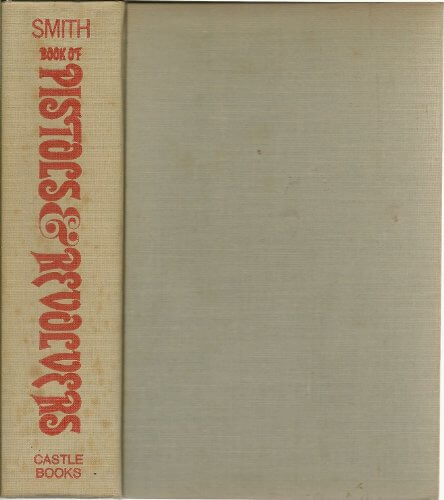 SMITH
BOOK OF
PISTOLS & REVOLVERS
CASTLE
BOOKS